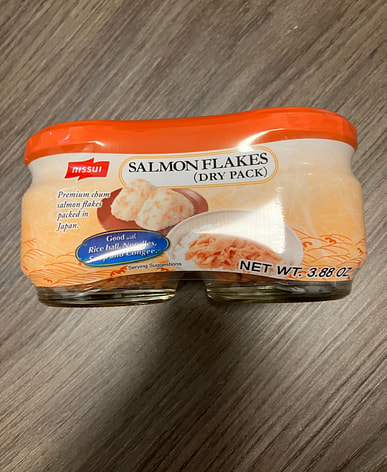 nissui
SALMON FLAKES
(DRY PACK)
Premium chum
salmon flakes
packed in
Japan.
Good with
Rice ball, Noodles,
Soup and Congee.
Serving Suggestions
NET WT. 3.88 OZ